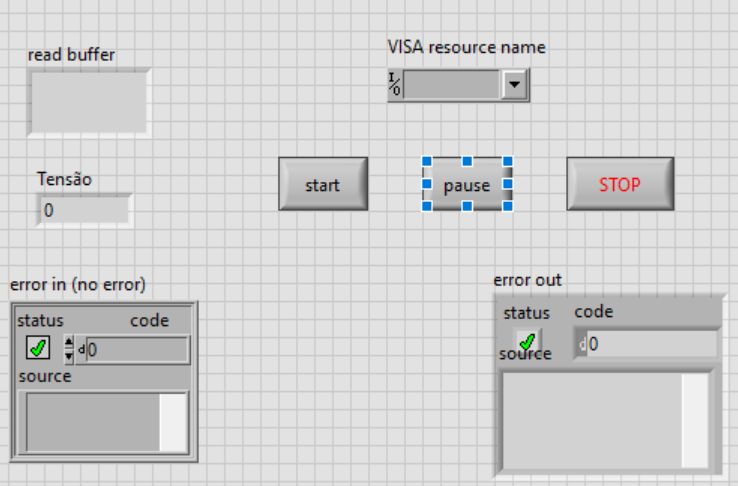 VISA resource name
read buffer
I/O
Tensão
0
start
pause
STOP
error in (no error)
status
code
d0
source
error out
status
code
d0
source